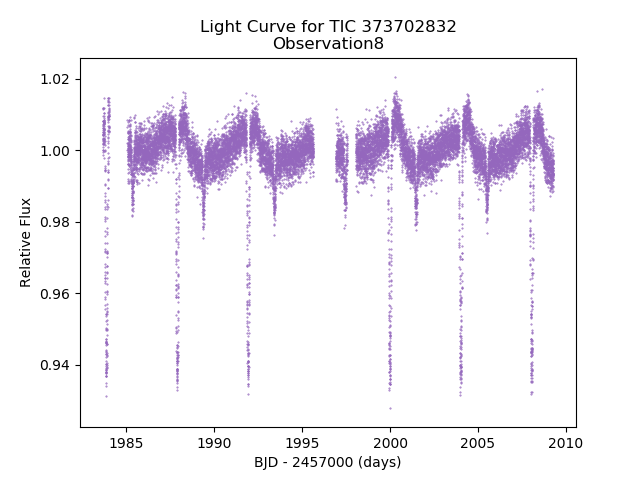 Light Curve for TIC 373702832
Observation8
1.02
1.00
0.98
0.96
0.94
Relative Flux
1985
1990
1995
2000
2005
2010
BJD - 2457000 (days)